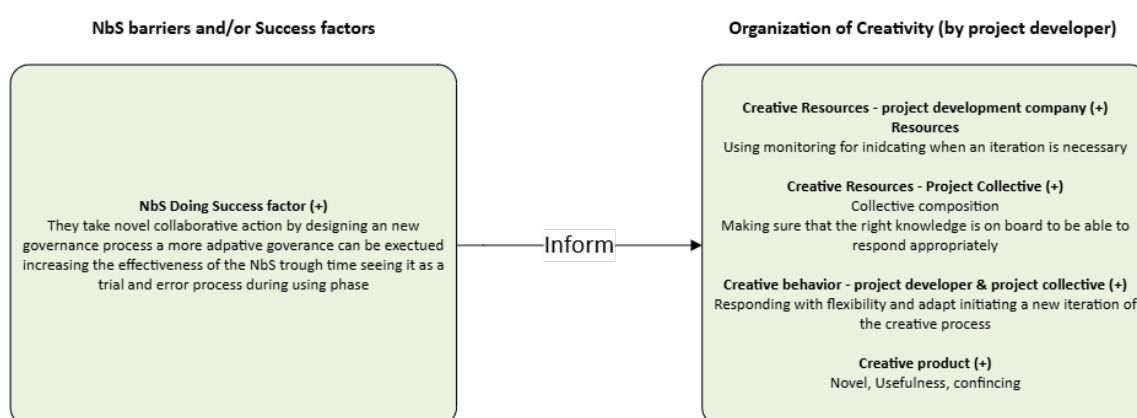 NbS barriers and/or Success factors
Organization of Creativity (by project developer)
NbS Doing Success factor (+)
They take novel collaborative action by designing an new
governance process a more adpative goverance can be exectued
increasing the effectiveness of the NbS trough time seeing it as a
trial and error process during using phase
Inform
Creative Resources - project development company (+)
Resources
Using monitoring for inidcating when an iteration is necessary
Creative Resources - Project Collective (+)
Collective composition
Making sure that the right knowledge is on board to be able to
respond appropriately
Creative behavior - project developer & project collective (+)
Responding with flexibility and adapt initiating a new iteration of
the creative process
Creative product (+)
Novel, Usefulness, confincing